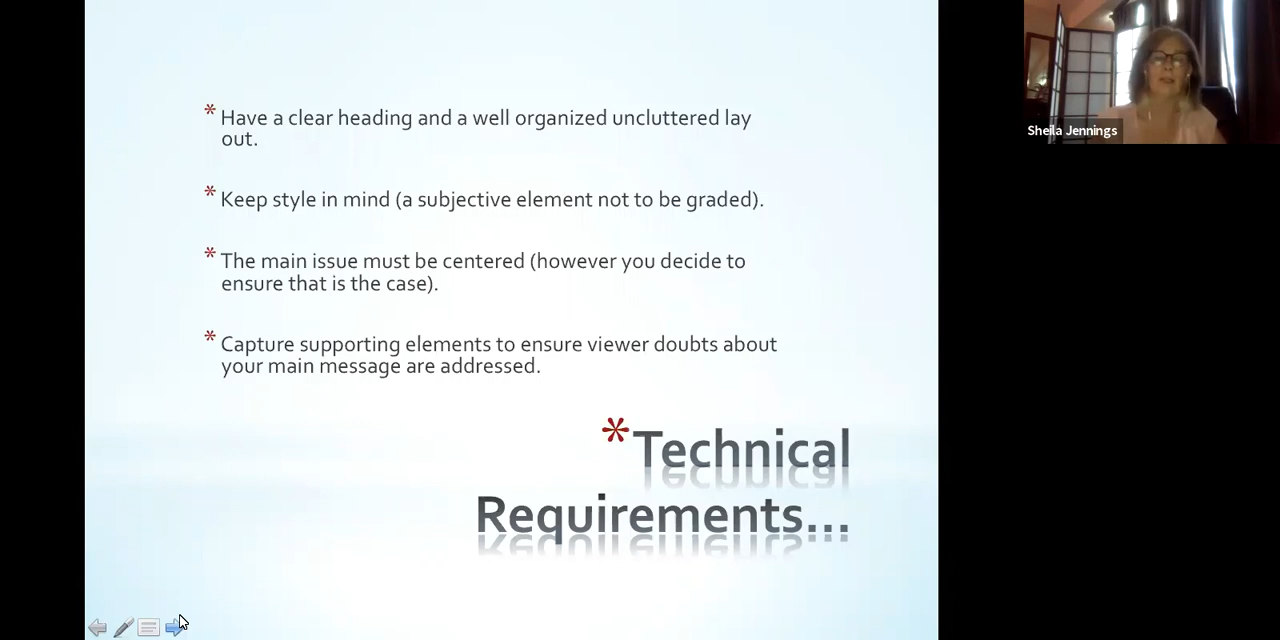 * Have a clear heading and a well organized uncluttered lay
out.
* Keep style in mind (a subjective element not to be graded).
* The main issue must be centered (however you decide to
ensure that is the case).
* Capture supporting elements to ensure viewer doubts about
your main message are addressed.
*Technical
Requirements...
Sheila Jennings